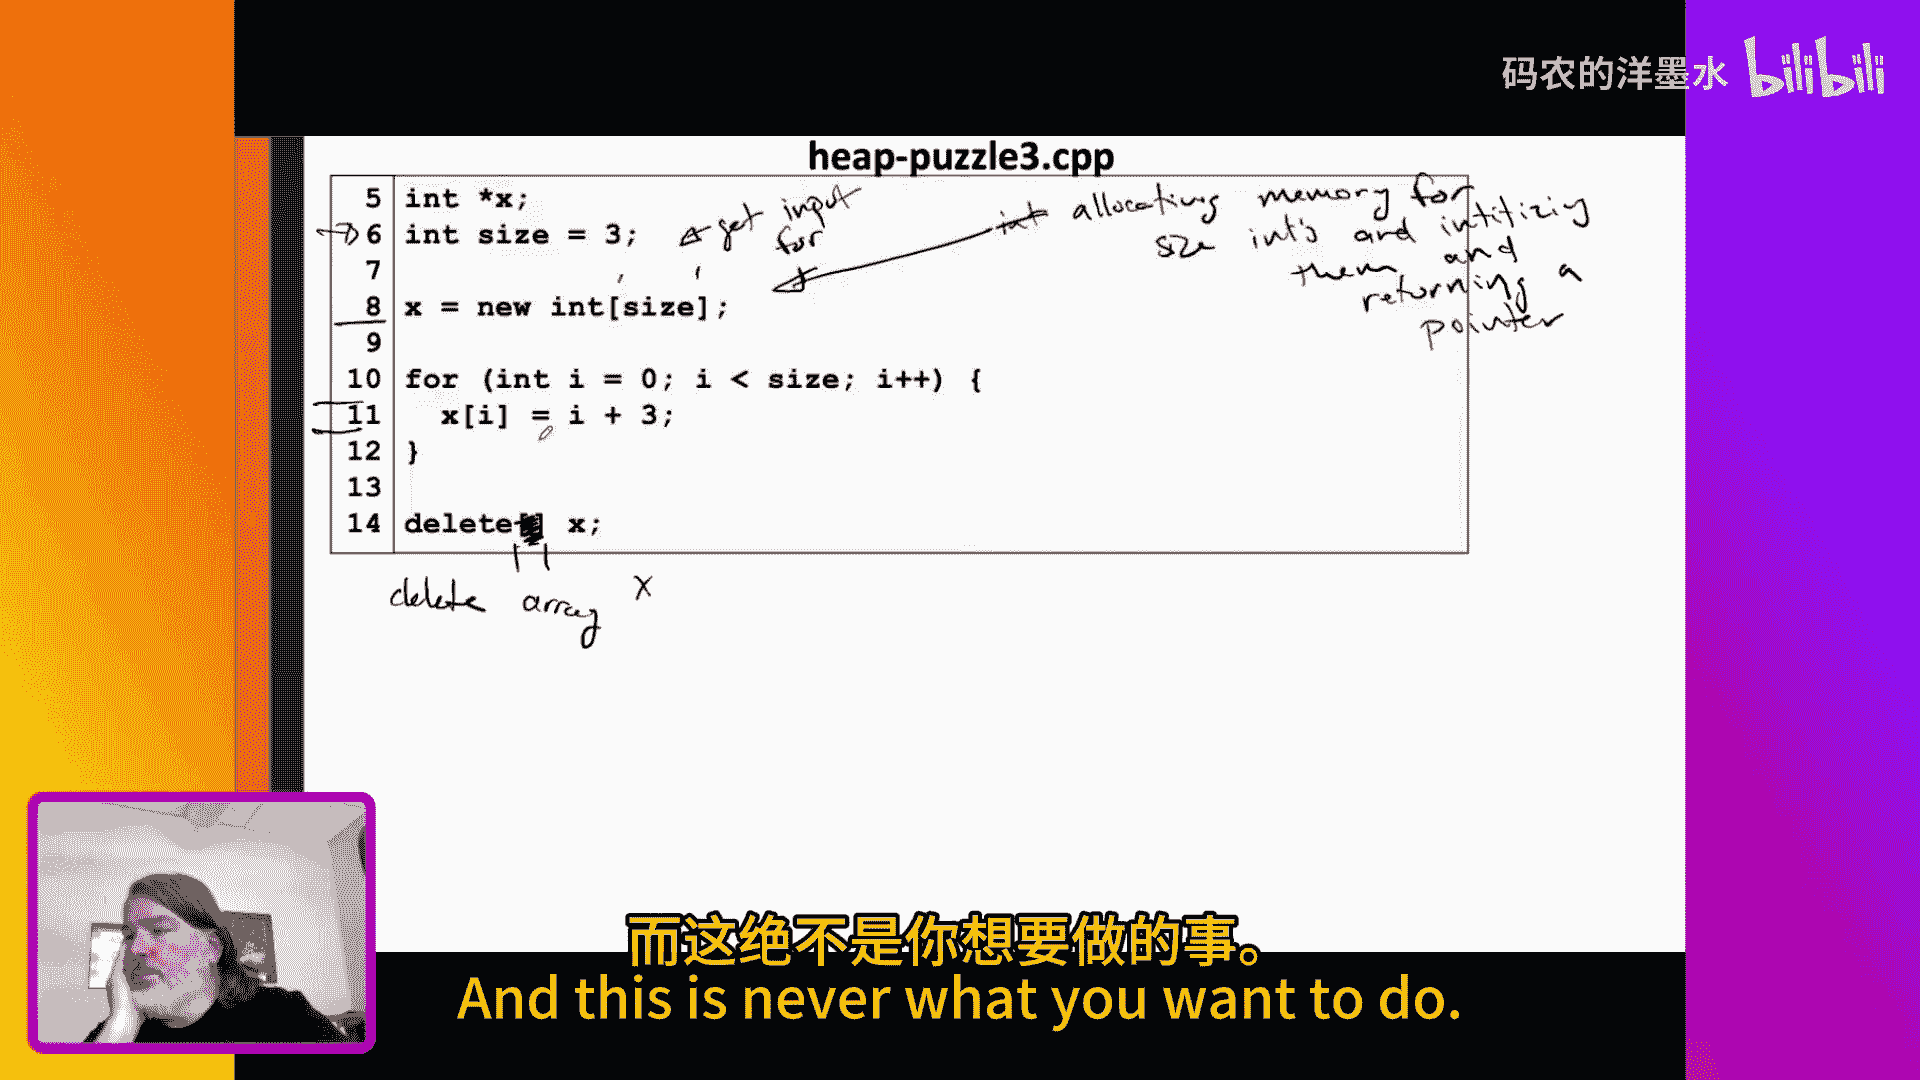 码农的洋墨水 bilibili
heap-puzzle3.cpp
5 int *x;
6 int size = 3;
7
8 x = new int[size];
9
10 for (int i = 0; i < size; i++) {
11 x[i] = i + 3;
12 }
13
14 delete[] x;
get input
for
int allocating memory for
size int's and intitiziy
them and
returning a
pointer
delete array x
而这绝不是你想要做的事。
And this is never what you want to do.